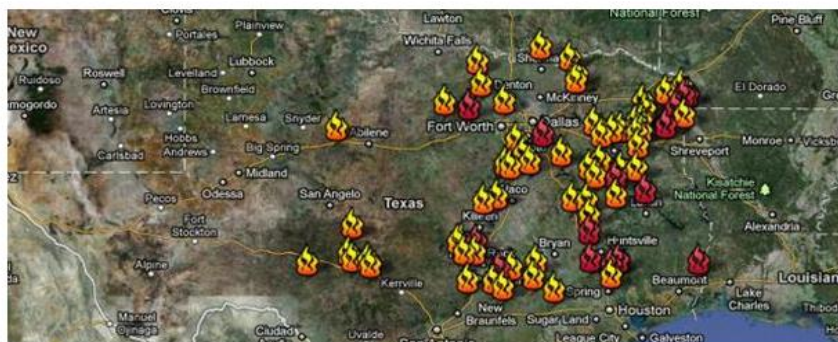 New
Mexico
Clovis
Portales
Plainview
Lawton
National Forest
Pine Bluff
Wichita Falls
Ruidoso
Roswell
Levelland
Lubbock
Denton
El Dorado
Brownfield
McKinney
Artesia
Lovington
Lamesa
Snyder
Fort Worth
Dallas
Hobbs
Abilene
Shreveport
Monroe
Carlsbad
Andrews
Big Spring
Midland
Odessa
Kisatchie
National Forest
Pecos
San Angelo
Texas
Waco
Fort
Stockton
Killeen
Alexandria
Bryan
Huntsville
Alpine
Kerrville
Beaumont
Louisiana
Lake
Charles
Spring
Manuel
Ojinaga
New
Braunfels
Houston
Sugar Land
Ciudad
Uvalde
League City
Galveston